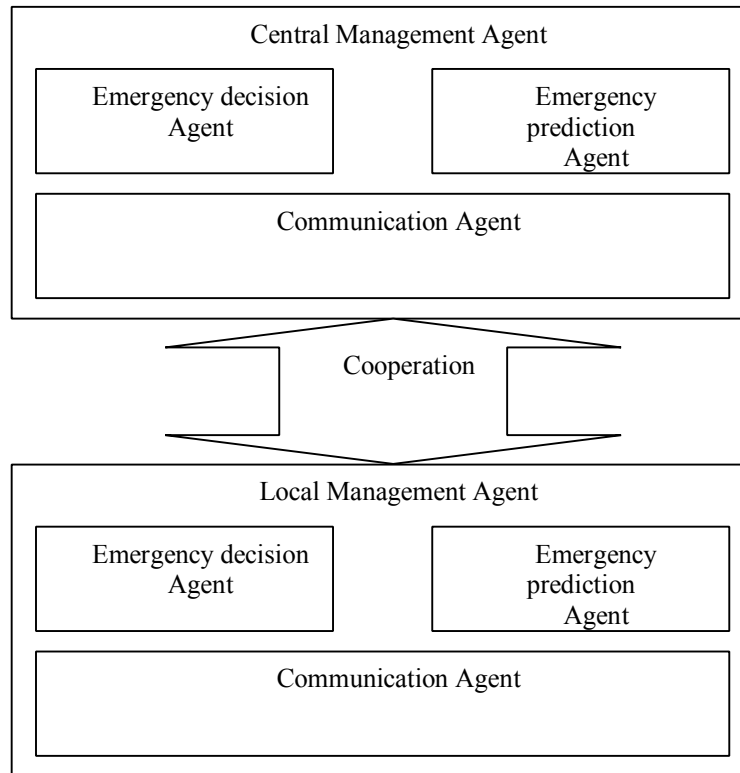 Central Management Agent
Emergency decision
Agent
Emergency
prediction
Agent
Communication Agent
Cooperation
Local Management Agent
Emergency decision
Agent
Emergency
prediction
Agent
Communication Agent